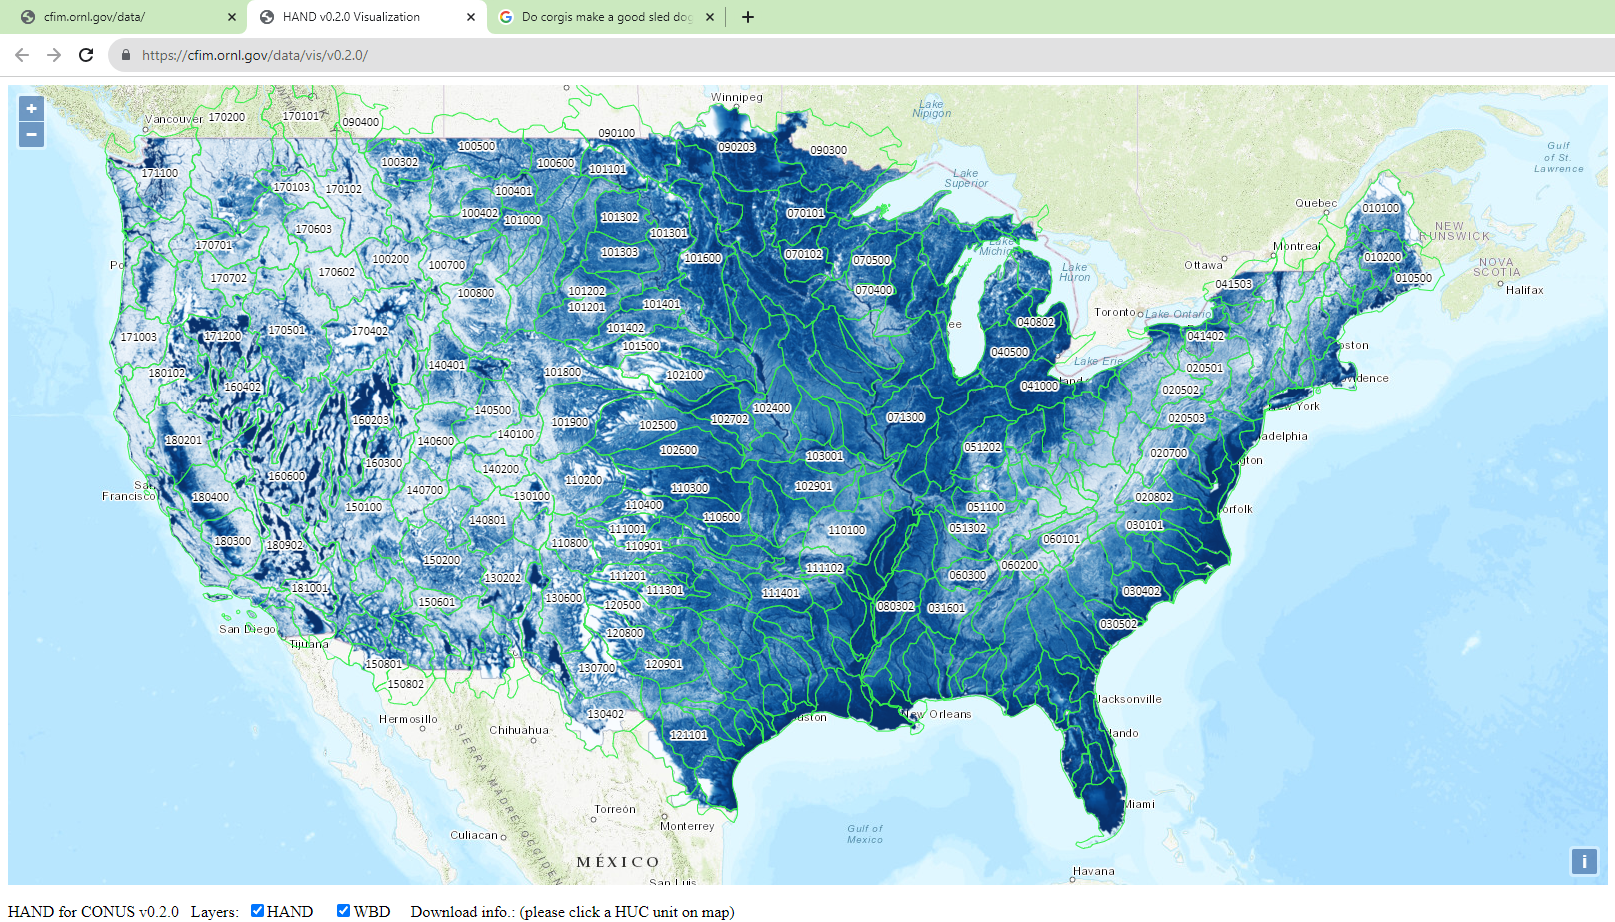 cfim.ornl.gov/data/
HAND v0.2.0 Visualization
Do corgis make a good sled dog
https://cfim.ornl.gov/data/vis/v0.2.0/
+
−
Winnipeg
Vancouver 170200 170101 090400
090100
Lake Nipigon
Gulf of St. Lawrence
090203 090300
100500
171100 100302 100600 101101
Lake Superior
170103 170102 100401
Quebec 010100
100402 101000 101302 070101
170603 101301
NEW RUNSWICK
170701 Lake Michig Montreal
Po 100200 100700 101303 101600 070102 070500 Ottawa 010200
NOVA SCOTIA
170702 170602 Lake Huron 041503 010500
100800 101202 070400 Halifax
101201 101401
Toronto Lake Ontario
171003 171200 170501 170402 101402 ee 040802 041402 oston
101500 040500
180102 140401 101800 102100 Lake Erie 020501
160402 041000 land 020502 vidence
140500 101900 102702 102400 071300 w York
160203 102500 020503
180201 140600 140100 102600 051202 adelphia
160300 140200 103001 020700 gton
San Francisco 160600 140700 110200 110300 102901
180400 130100 020802
150100 110400 051100 orfolk
140801 110600
111001 110100 051302 030101
180300 180902 110800 110901 060101
150200 111102 060200
181001 130202 111201 060300
150601 130600 111301 111401 030402
120500 080302 031601
San Diego 120800 030502
Tijuana
150801 130700 120901
150802 Jacksonville
Hermosillo 130402 uston New Orleans
Chihuahua 121101 lando
SIERRA MADRE OCCIDEN
Miami
Torreón
Culiacan Monterrey Gulf of Mexico
MÉXICO i
Havana
San Luis
HAND for CONUS v0.2.0 Layers: HAND WBD Download info.: (please click a HUC unit on map)